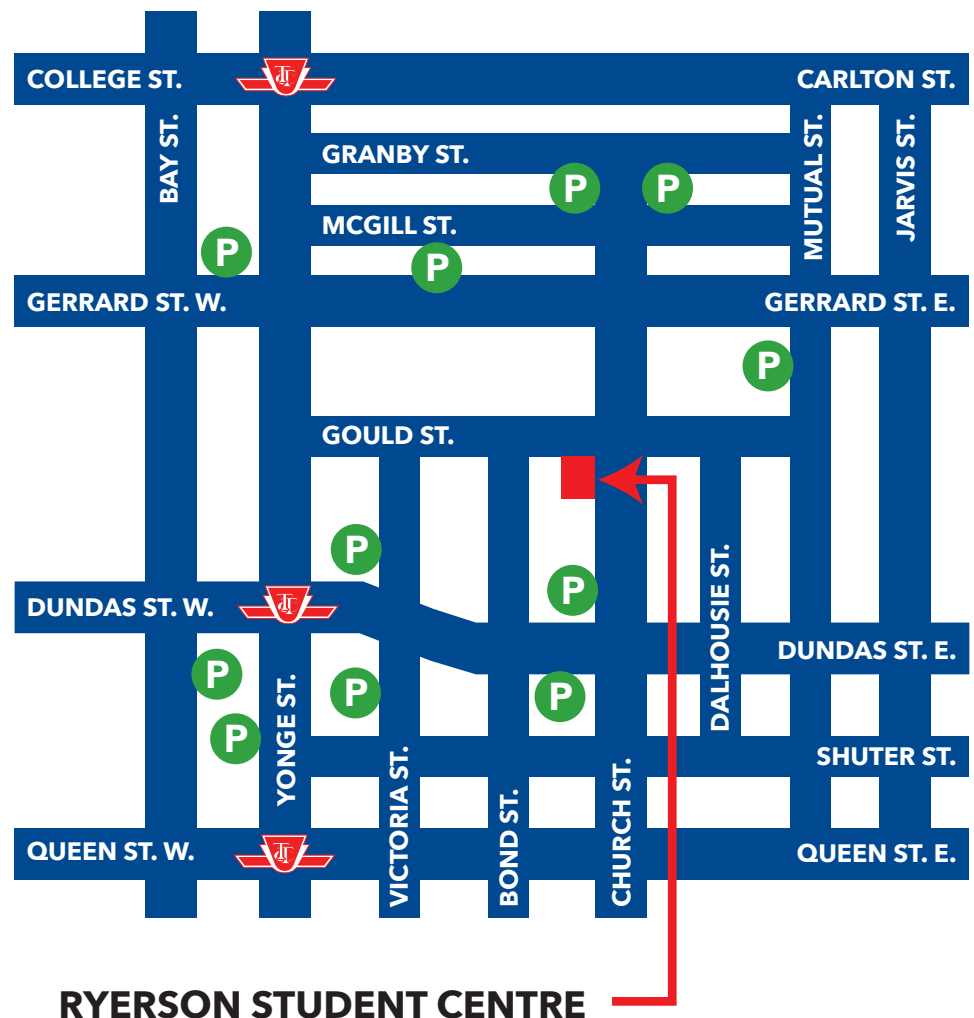 COLLEGE ST.
CARLTON ST.
BAY ST.
GRANBY ST.
MUTUAL ST.
JARVIS ST.
P
P
MCGILL ST.
P
P
GERRARD ST. W.
GERRARD ST. E.
P
GOULD ST.
P
P
DUNDAS ST. W.
DALHOUSIE ST.
DUNDAS ST. E.
P
P
P
P
YONGE ST.
SHUTER ST.
VICTORIA ST.
BOND ST.
CHURCH ST.
QUEEN ST. W.
QUEEN ST. E.
RYERSON STUDENT CENTRE